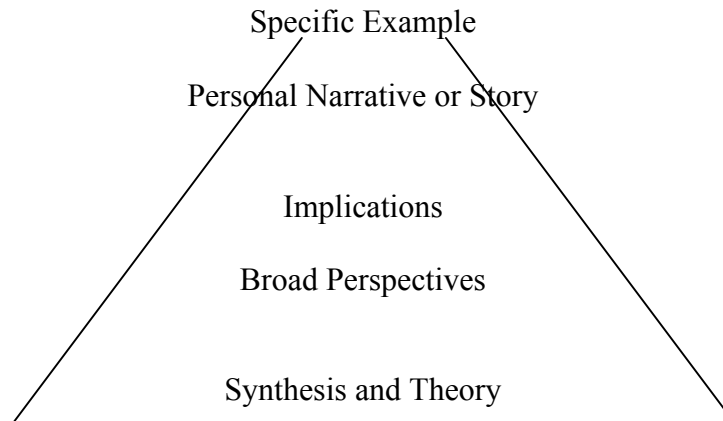 Specific Example
Personal Narrative or Story
Implications
Broad Perspectives
Synthesis and Theory